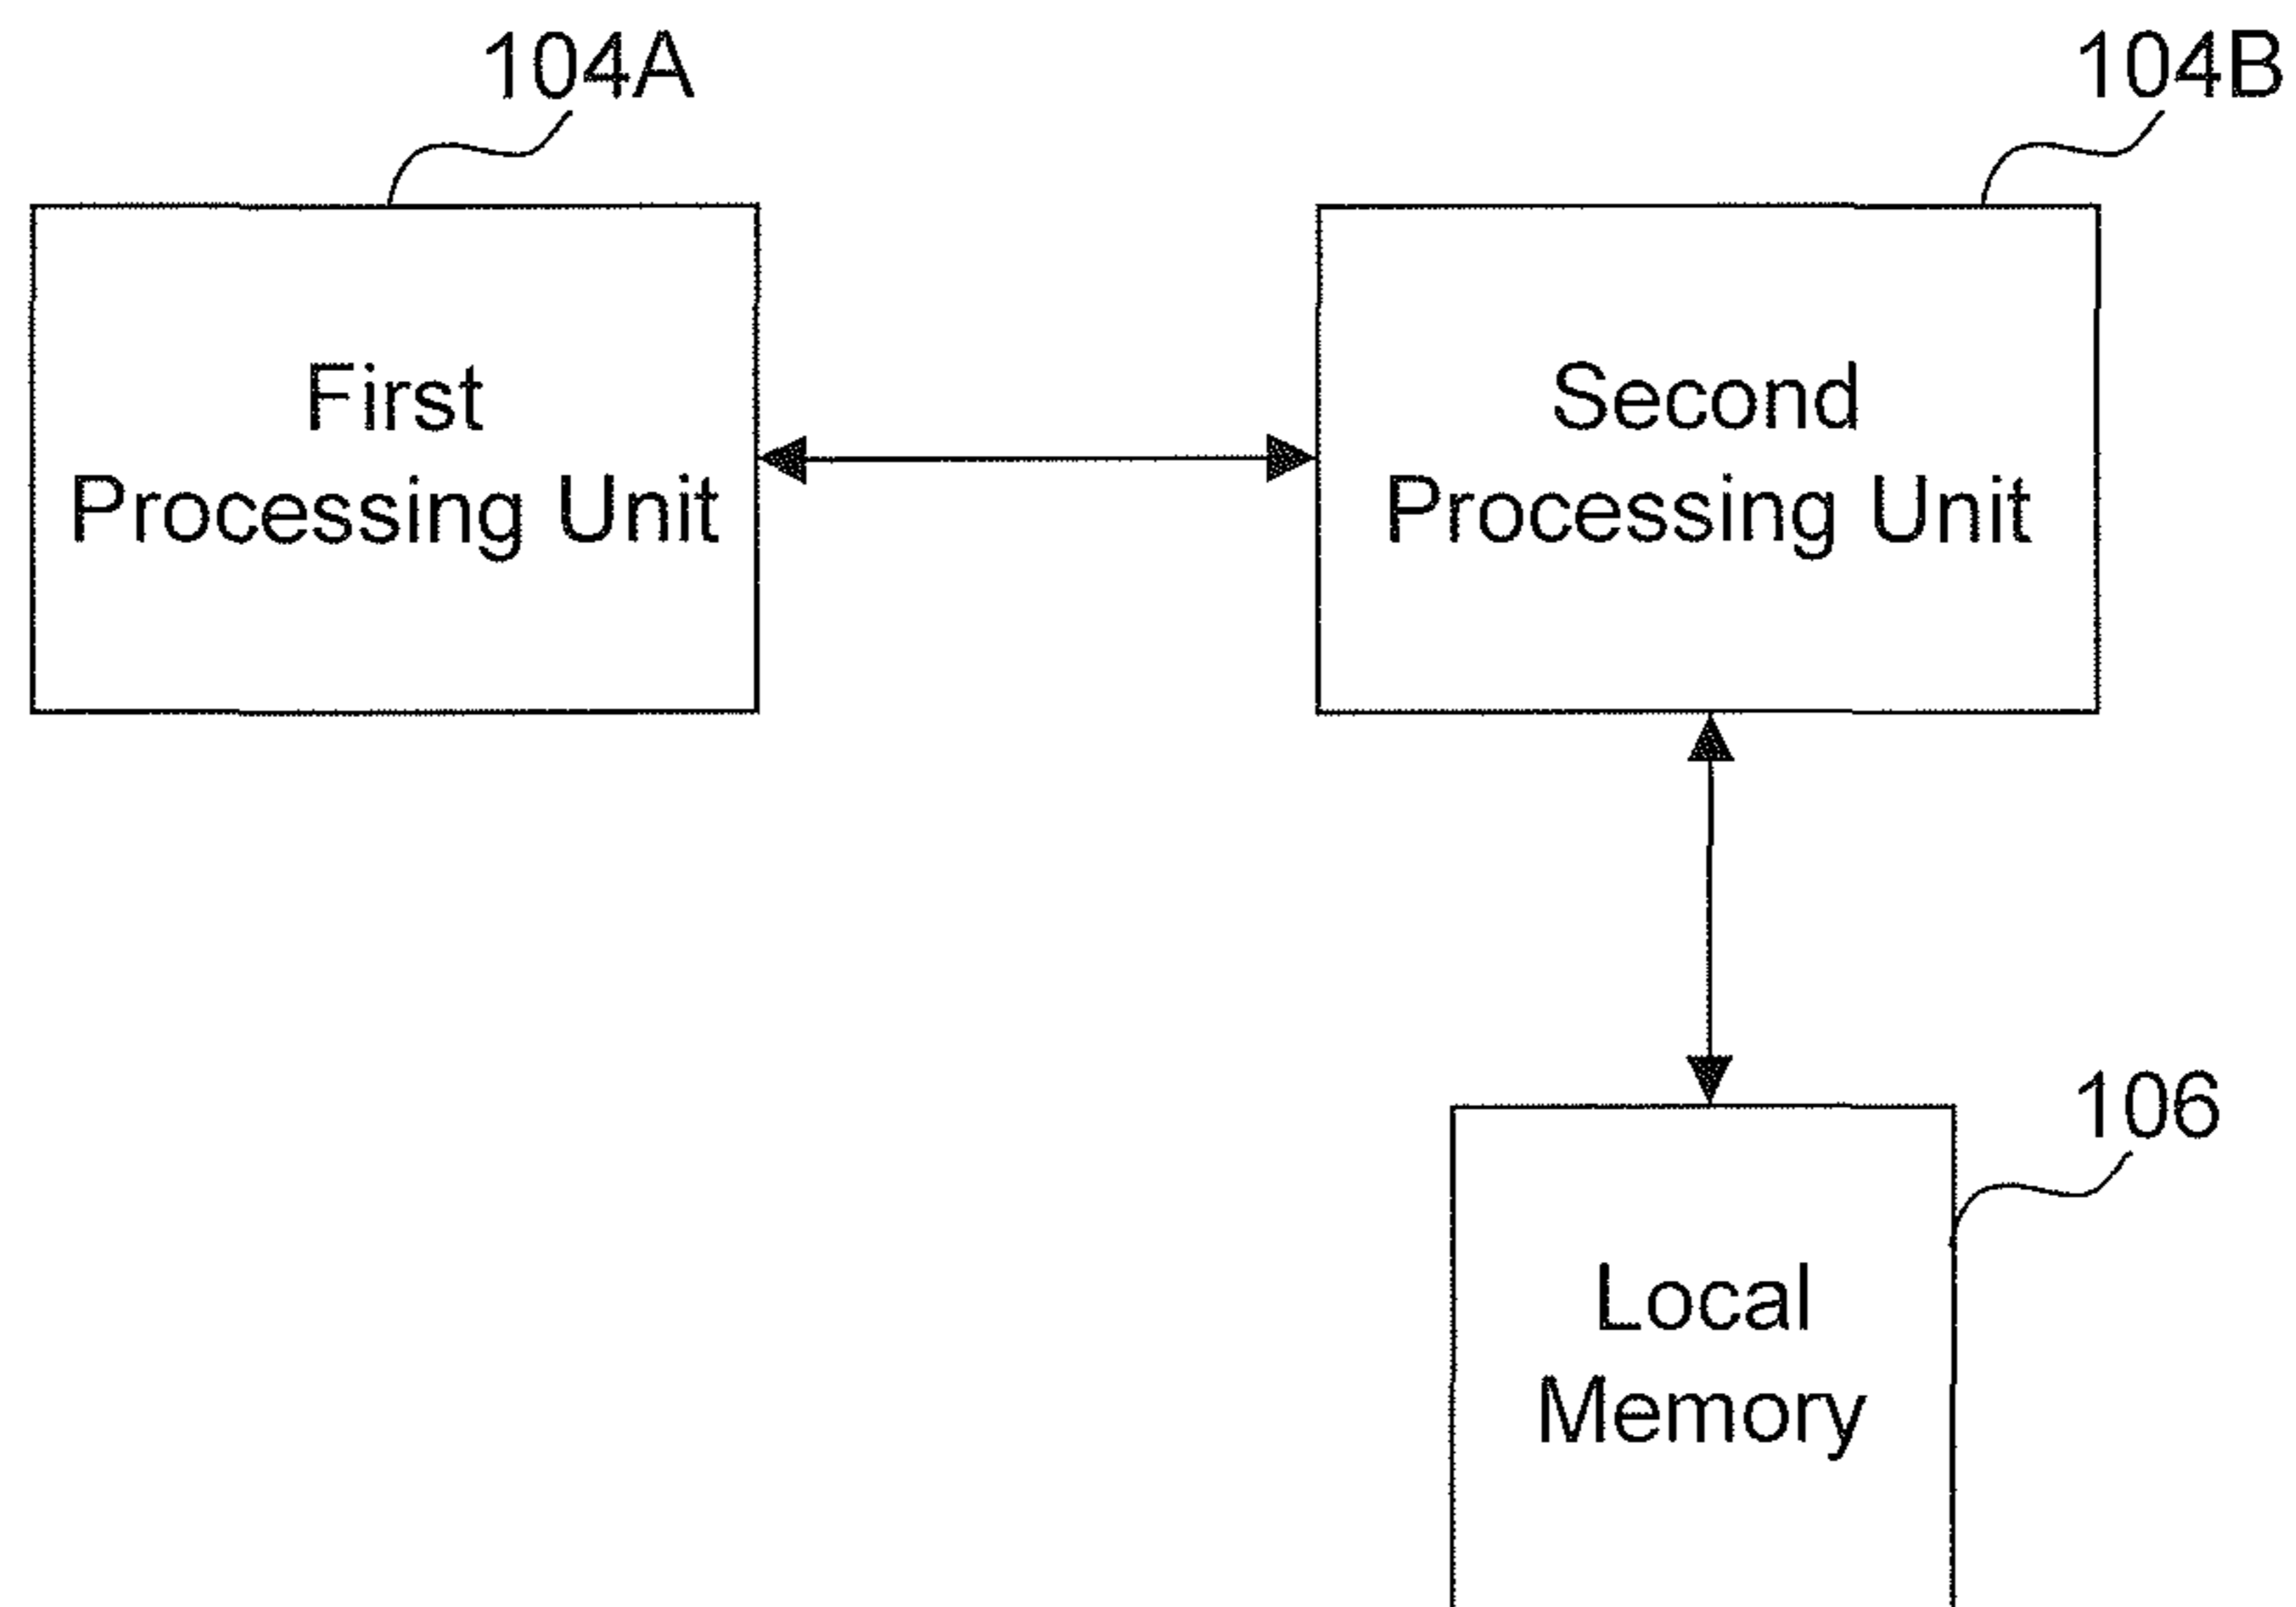 104A
104B
First
Processing Unit
Second
Processing Unit
106
Local
Memory